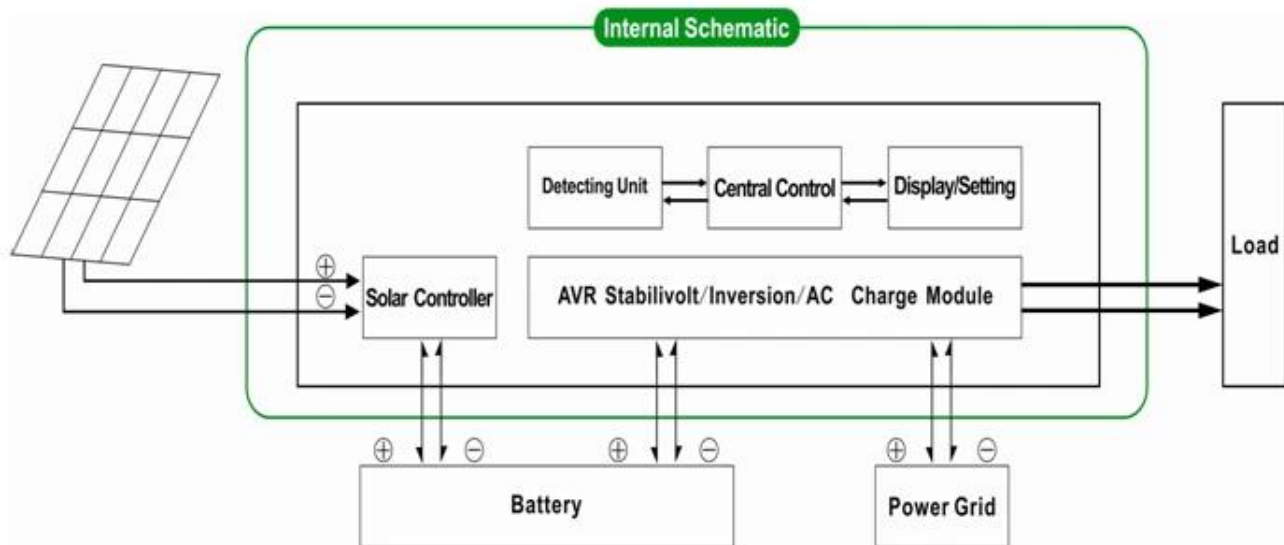 Internal Schematic
Detecting Unit
Central Control
Display/Setting
Load
⊕
⊖
Solar Controller
AVR Stabilivolt/Inversion/AC Charge Module
⊕ ⊖ ⊕ ⊖ ⊕ ⊖
Battery
Power Grid